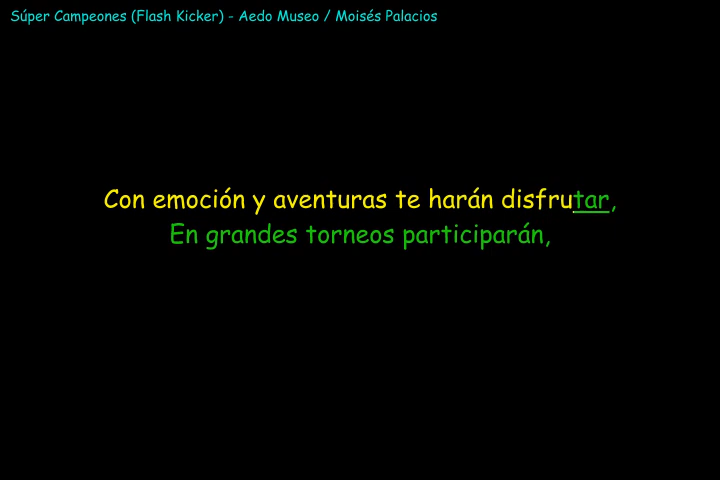 Súper Campeones (Flash Kicker) - Aedo Museo / Moisés Palacios
Con emoción y aventuras te harán disfrutar,
En grandes torneos participarán,